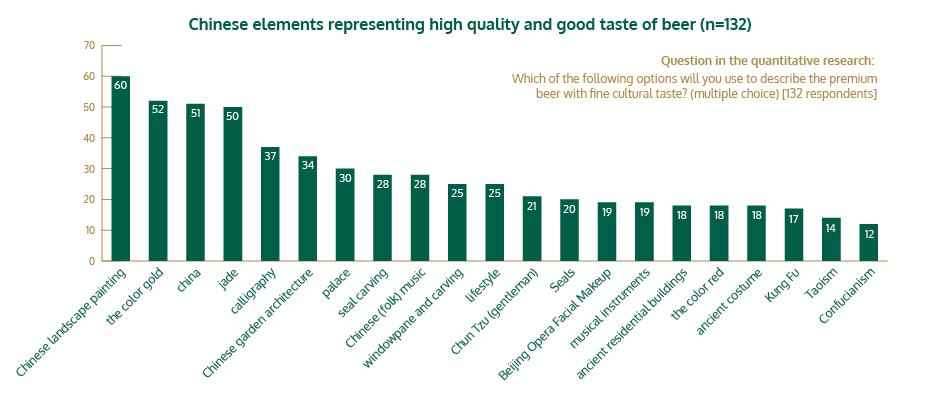 Chinese elements representing high quality and good taste of beer (n=132)
Question in the quantitative research:
Which of the following options will you use to describe the premium
beer with fine cultural taste? (multiple choice) [132 respondents]
70
60
50
40
30
20
10
0
60
52
51
50
37
34
30
28
28
25
25
21
20
19
19
18
18
18
17
14
12
Chinese landscape painting
the color gold
china
jade
calligraphy
Chinese garden architecture
palace
seal carving
Chinese (folk) music
windowpane and carving
lifestyle
Chun Tzu (gentleman)
Seals
Beijing Opera Facial Makeup
musical instruments
ancient residential buildings
the color red
ancient costume
Kung Fu
Taoism
Confucianism